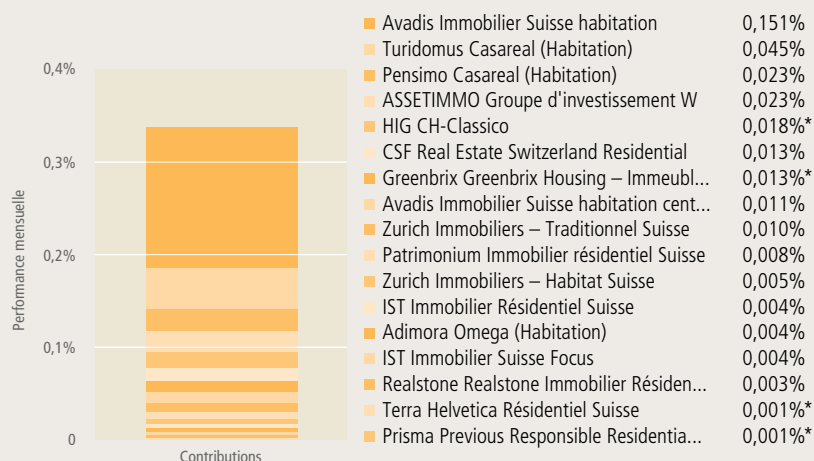 Performance mensuelle
0,4%
0,3%
0,2%
0,1%
0
Contributions
Avadis Immobilier Suisse habitation 0,151%
Turidomus Casareal (Habitation) 0,045%
Pensimo Casareal (Habitation) 0,023%
ASSETIMMO Groupe d'investissement W 0,023%
HIG CH-Classico 0,018%*
CSF Real Estate Switzerland Residential 0,013%
Greenbrix Greenbrix Housing – Immeubl... 0,013%*
Avadis Immobilier Suisse habitation cent... 0,011%
Zurich Immobiliers – Traditionnel Suisse 0,010%
Patrimonium Immobilier résidentiel Suisse 0,008%
Zurich Immobiliers – Habitat Suisse 0,005%
IST Immobilier Résidentiel Suisse 0,004%
Adimora Omega (Habitation) 0,004%
IST Immobilier Suisse Focus 0,004%
Realstone Realstone Immobilier Résiden... 0,003%
Terra Helvetica Résidentiel Suisse 0,001%*
Prisma Previous Responsible Residentia... 0,001%*